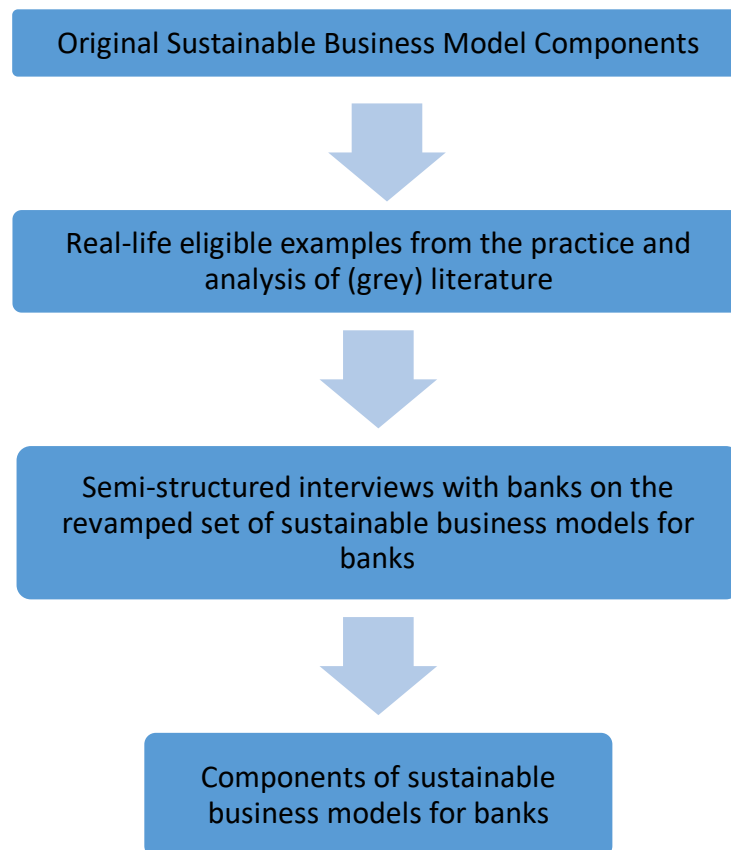 Original Sustainable Business Model Components
Real-life eligible examples from the practice and
analysis of (grey) literature
Semi-structured interviews with banks on the
revamped set of sustainable business models for
banks
Components of sustainable
business models for banks